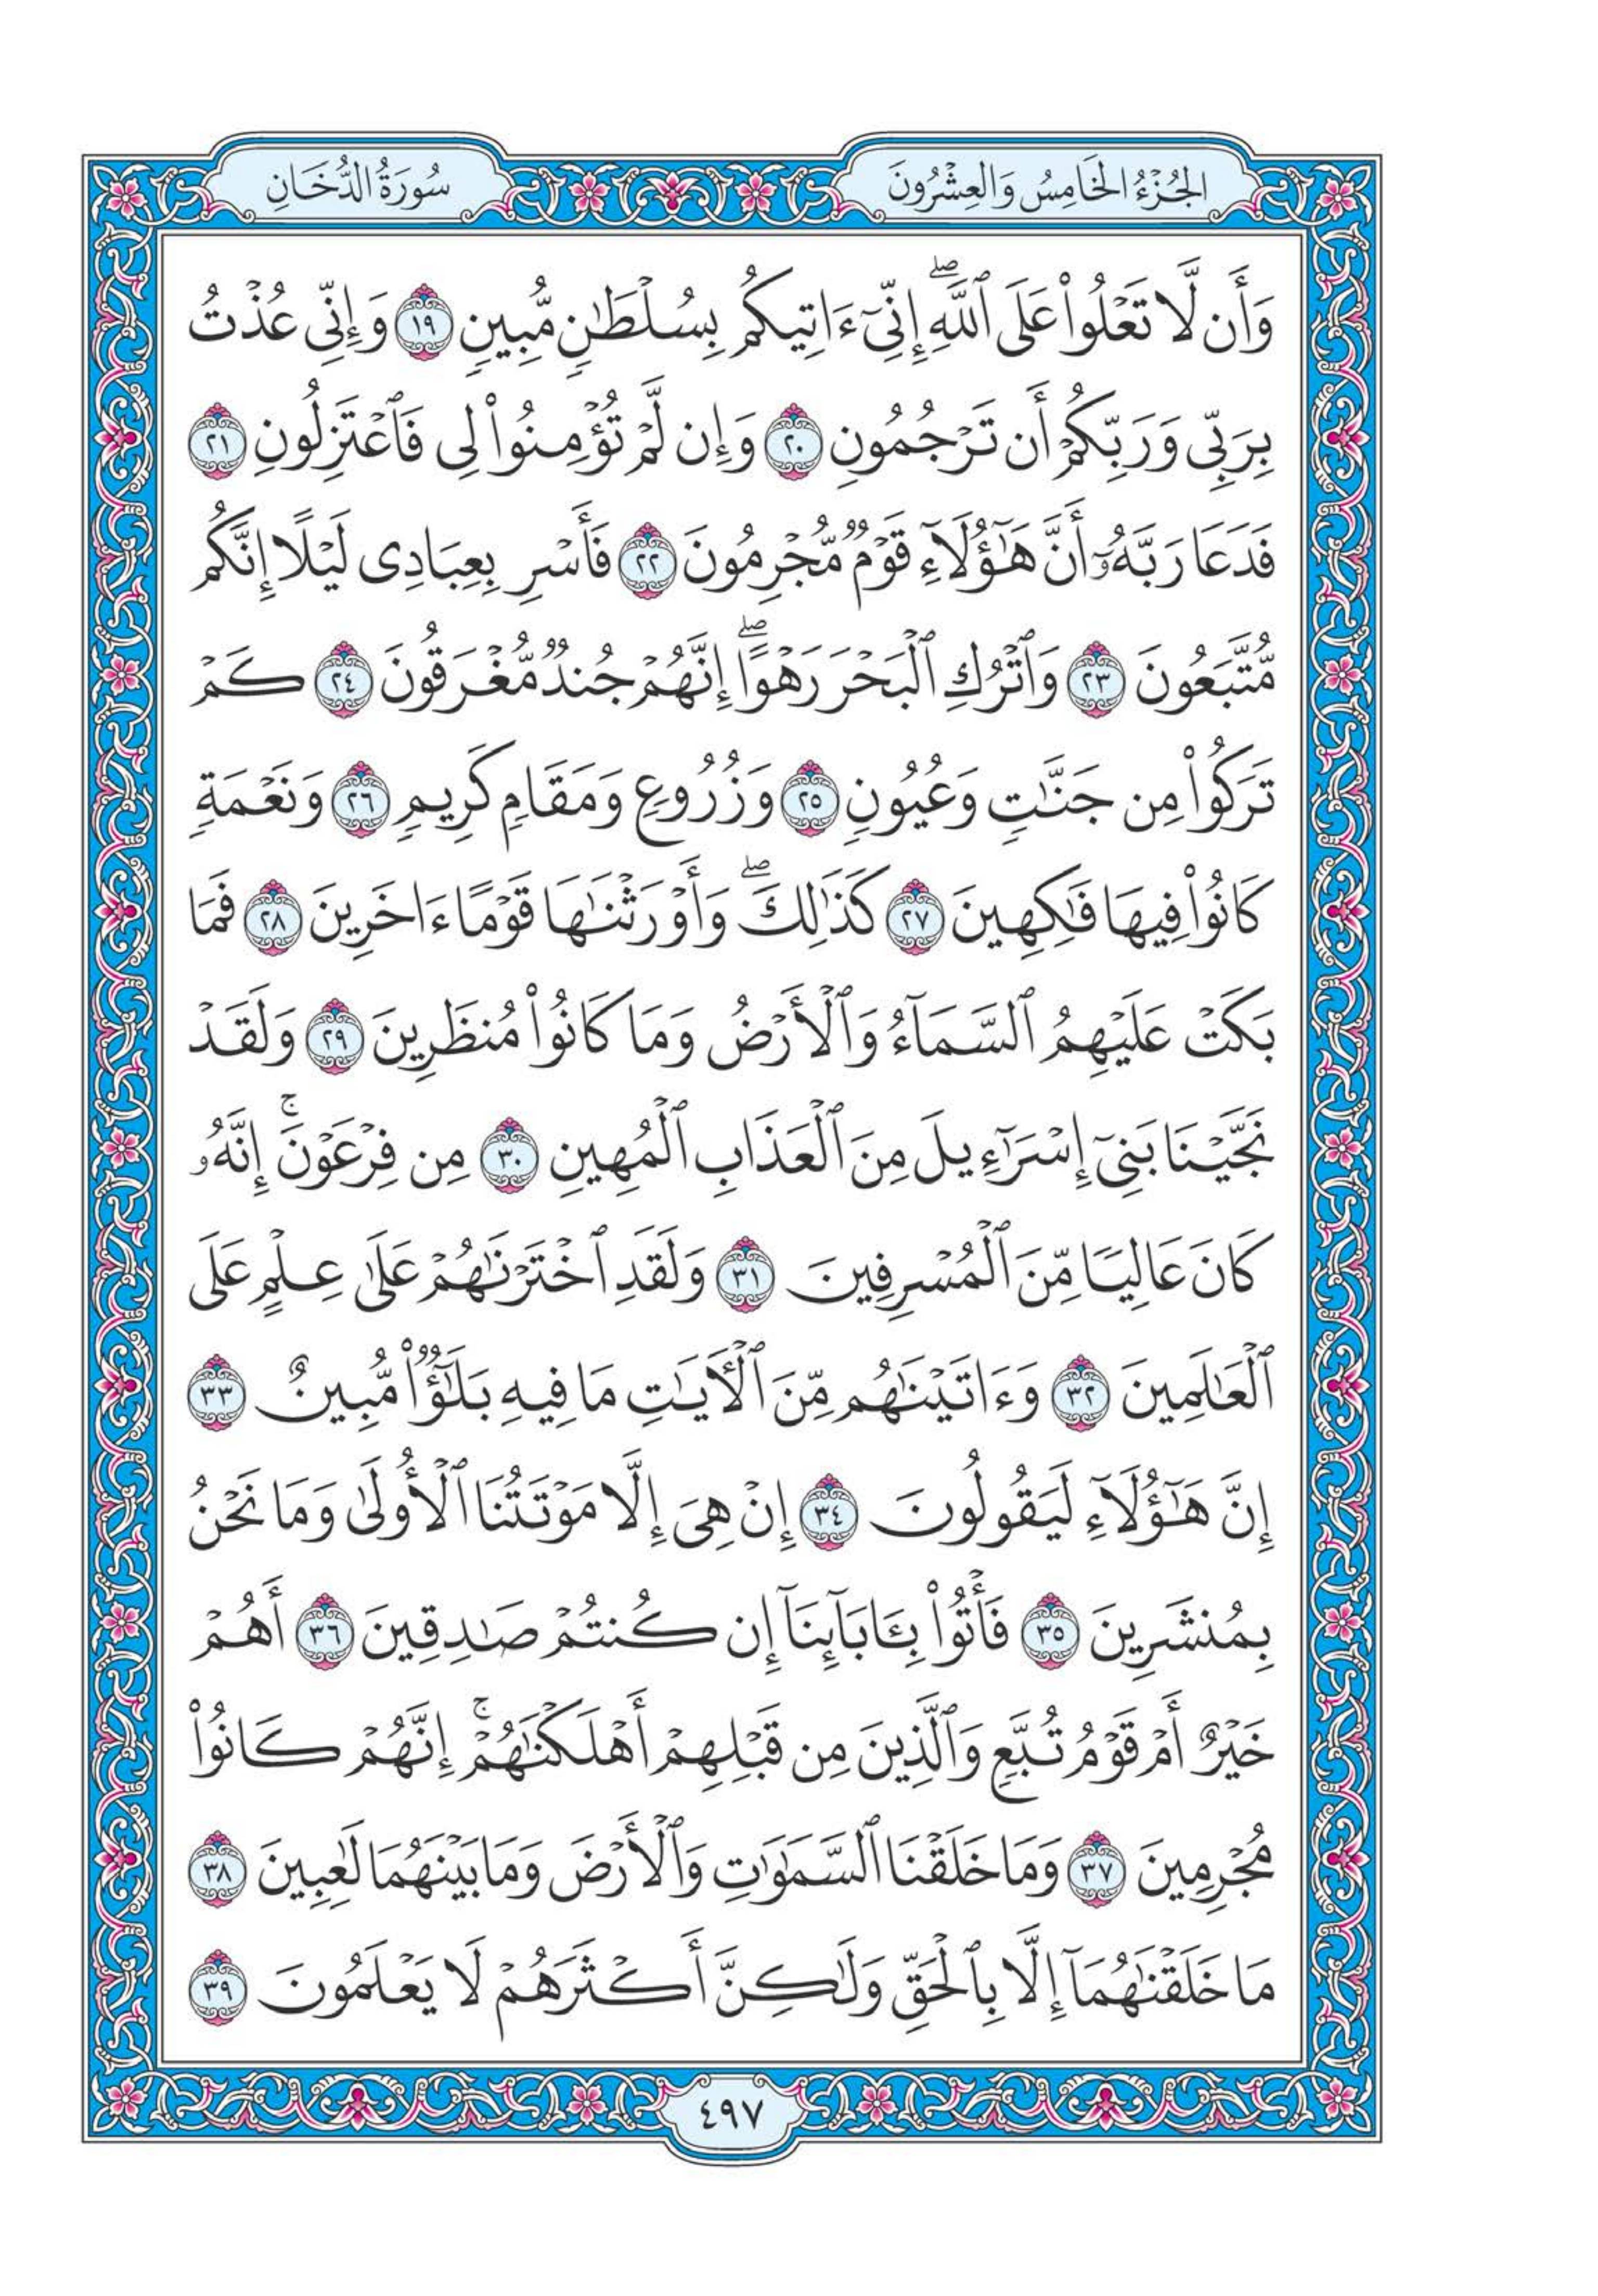 الجُزْءُ الخَامِسُ وَالعِشْرُونَ
سُورَةُ الدُّخَانِ
وَأَن لَّا تَعْلُوا۟ عَلَى ٱللَّهِ ۖ إِنِّىٓ ءَاتِيكُم بِسُلْطَٰنٍ مُّبِينٍ ١٩ وَإِنِّى عُذْتُ
بِرَبِّى وَرَبِّكُمْ أَن تَرْجُمُونِ ٢٠ وَإِن لَّمْ تُؤْمِنُوا۟ لِى فَٱعْتَزِلُونِ ٢١
فَدَعَا رَبَّهُۥٓ أَنَّ هَٰٓؤُلَآءِ قَوْمٌ مُّجْرِمُونَ ٢٢ فَأَسْرِ بِعِبَادِى لَيْلًا إِنَّكُم
مُّتَّبَعُونَ ٢٣ وَٱتْرُكِ ٱلْبَحْرَ رَهْوًا ۖ إِنَّهُمْ جُندٌ مُّغْرَقُونَ ٢٤ كَمْ
تَرَكُوا۟ مِن جَنَّٰتٍ وَعُيُونٍ ٢٥ وَزُرُوعٍ وَمَقَامٍ كَرِيمٍ ٢٦ وَنَعْمَةٍ
كَانُوا۟ فِيهَا فَٰكِهِينَ ٢٧ كَذَٰلِكَ ۖ وَأَوْرَثْنَٰهَا قَوْمًا ءَاخَرِينَ ٢٨ فَمَا
بَكَتْ عَلَيْهِمُ ٱلسَّمَآءُ وَٱلْأَرْضُ وَمَا كَانُوا۟ مُنظَرِينَ ٢٩ وَلَقَدْ
نَجَّيْنَا بَنِىٓ إِسْرَٰٓءِيلَ مِنَ ٱلْعَذَابِ ٱلْمُهِينِ ٣٠ مِن فِرْعَوْنَ ۚ إِنَّهُۥ
كَانَ عَالِيًا مِّنَ ٱلْمُسْرِفِينَ ٣١ وَلَقَدِ ٱخْتَرْنَٰهُمْ عَلَىٰ عِلْمٍ عَلَى
ٱلْعَٰلَمِينَ ٣٢ وَءَاتَيْنَٰهُم مِّنَ ٱلْءَايَٰتِ مَا فِيهِ بَلَٰٓؤٌا۟ مُّبِينٌ ٣٣
إِنَّ هَٰٓؤُلَآءِ لَيَقُولُونَ ٣٤ إِنْ هِىَ إِلَّا مَوْتَتُنَا ٱلْأُولَىٰ وَمَا نَحْنُ
بِمُنشَرِينَ ٣٥ فَأْتُوا۟ بِـَٔابَآئِنَآ إِن كُنتُمْ صَٰدِقِينَ ٣٦ أَهُمْ
خَيْرٌ أَمْ قَوْمُ تُبَّعٍ وَٱلَّذِينَ مِن قَبْلِهِمْ أَهْلَكْنَٰهُمْ ۚ إِنَّهُمْ كَانُوا۟
مُجْرِمِينَ ٣٧ وَمَا خَلَقْنَا ٱلسَّمَٰوَٰتِ وَٱلْأَرْضَ وَمَا بَيْنَهُمَا لَٰعِبِينَ ٣٨
مَا خَلَقْنَٰهُمَآ إِلَّا بِٱلْحَقِّ وَلَٰكِنَّ أَكْثَرَهُمْ لَا يَعْلَمُونَ ٣٩
٤٩٧